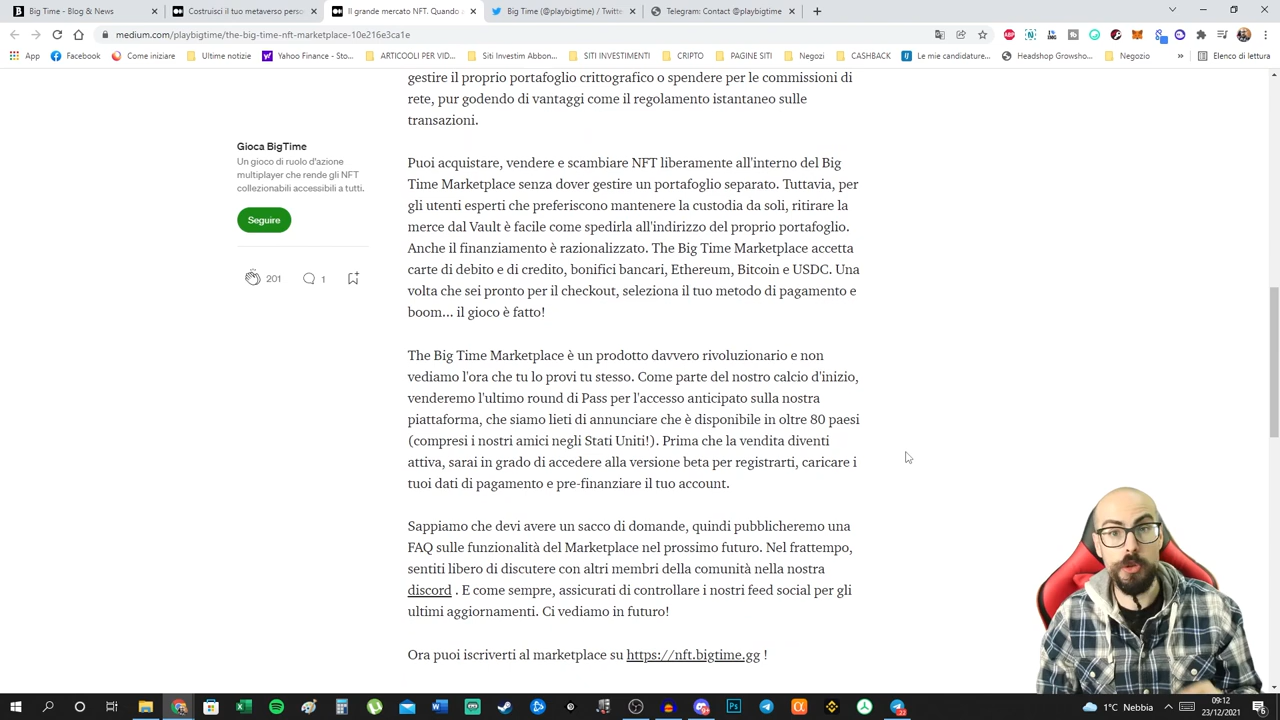 Big Time - Blog & News
Costruisci il tuo metaverso perso
Il grande mercato NFT. Quando
Big Time (@playbigtime) / Twitte
Telegram: Contact @playbigtime
medium.com/playbigtime/the-big-time-nft-marketplace-10e216e3ca1e
App
Facebook
Come iniziare
Ultime notizie
Yahoo Finance - Sto...
ARTICOOLI PER VID...
Siti Investim Abbon...
SITI INVESTIMENTI
CRIPTO
PAGINE SITI
Negozi
CASHBACK
Le mie candidature...
Headshop Growsho...
Negozio
»
Elenco di lettura
gestire il proprio portafoglio crittografico o spendere per le commissioni di
rete, pur godendo di vantaggi come il regolamento istantaneo sulle
transazioni.
Gioca BigTime
Un gioco di ruolo d'azione
multiplayer che rende gli NFT
collezionabili accessibili a tutti.
Seguire
201
1
Puoi acquistare, vendere e scambiare NFT liberamente all'interno del Big
Time Marketplace senza dover gestire un portafoglio separato. Tuttavia, per
gli utenti esperti che preferiscono mantenere la custodia da soli, ritirare la
merce dal Vault è facile come spedirla all'indirizzo del proprio portafoglio.
Anche il finanziamento è razionalizzato. The Big Time Marketplace accetta
carte di debito e di credito, bonifici bancari, Ethereum, Bitcoin e USDC. Una
volta che sei pronto per il checkout, seleziona il tuo metodo di pagamento e
boom... il gioco è fatto!
The Big Time Marketplace è un prodotto davvero rivoluzionario e non
vediamo l'ora che tu lo provi tu stesso. Come parte del nostro calcio d'inizio,
venderemo l'ultimo round di Pass per l'accesso anticipato sulla nostra
piattaforma, che siamo lieti di annunciare che è disponibile in oltre 80 paesi
(compresi i nostri amici negli Stati Uniti!). Prima che la vendita diventi
attiva, sarai in grado di accedere alla versione beta per registrarti, caricare i
tuoi dati di pagamento e pre-finanziare il tuo account.
Sappiamo che devi avere un sacco di domande, quindi pubblicheremo una
FAQ sulle funzionalità del Marketplace nel prossimo futuro. Nel frattempo,
sentiti libero di discutere con altri membri della comunità nella nostra
discord . E come sempre, assicurati di controllare i nostri feed social per gli
ultimi aggiornamenti. Ci vediamo in futuro!
Ora puoi iscriverti al marketplace su https://nft.bigtime.gg !
1°C Nebbia
09:12
23/12/2021